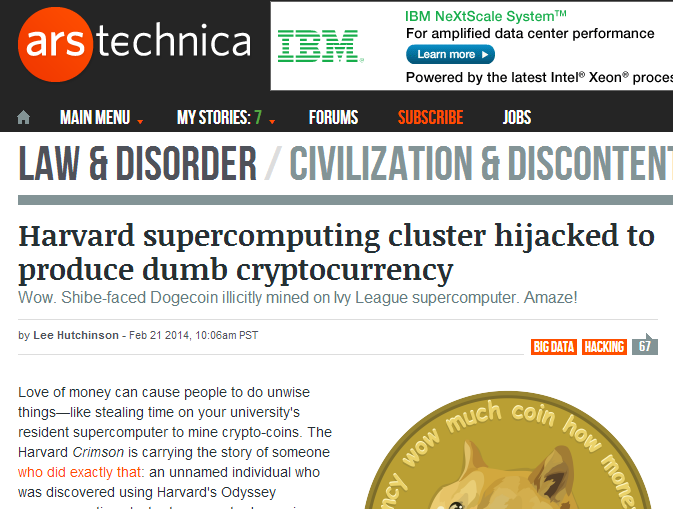 ars technica
IBM
IBM NeXtScale System™
For amplified data center performance
Learn more
Powered by the latest Intel® Xeon®
MAIN MENU MY STORIES: 7 FORUMS SUBSCRIBE JOBS
LAW & DISORDER / CIVILIZATION & DISCONTENT
Harvard supercomputing cluster hijacked to
produce dumb cryptocurrency
Wow. Shibe-faced Dogecoin illicitly mined on Ivy League supercomputer. Amaze!
by Lee Hutchinson - Feb 21 2014, 10:06am PST
BIG DATA HACKING 67
Love of money can cause people to do unwise
things—like stealing time on your university's
resident supercomputer to mine crypto-coins. The
Harvard Crimson is carrying the story of someone
who did exactly that: an unnamed individual who
was discovered using Harvard's Odyssey
ncy wow much coin how money